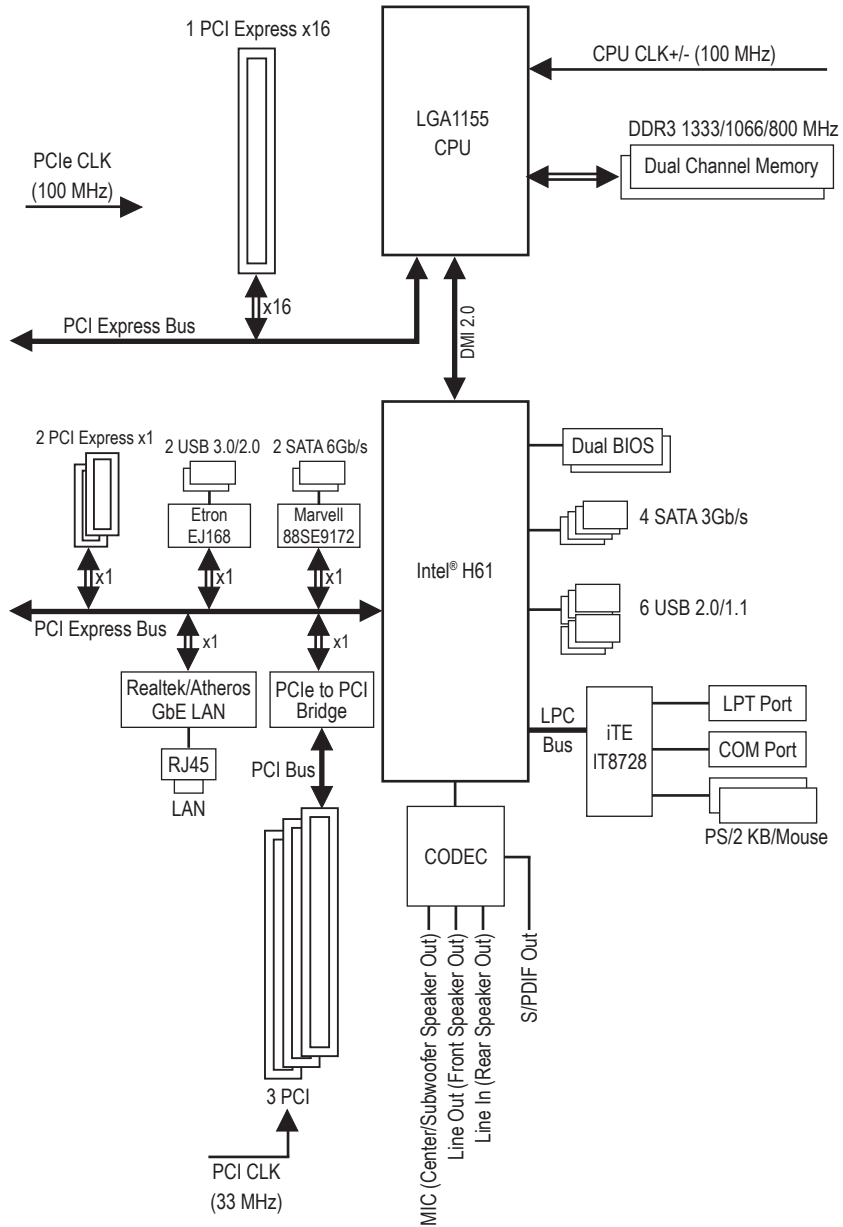 1 PCI Express x16
CPU CLK+/- (100 MHz)
LGA1155
CPU
DDR3 1333/1066/800 MHz
Dual Channel Memory
PCIe CLK
(100 MHz)
x16
PCI Express Bus
DMI 2.0
2 PCI Express x1
2 USB 3.0/2.0
2 SATA 6Gb/s
Dual BIOS
Etron
EJ168
Marvell
88SE9172
4 SATA 3Gb/s
Intel® H61
x1
x1
x1
6 USB 2.0/1.1
PCI Express Bus
x1
x1
Realtek/Atheros
GbE LAN
PCIe to PCI
Bridge
LPC
Bus
iTE
IT8728
LPT Port
COM Port
RJ45
LAN
PCI Bus
PS/2 KB/Mouse
CODEC
MIC (Center/Subwoofer Speaker Out)
Line Out (Front Speaker Out)
Line In (Rear Speaker Out)
S/PDIF Out
3 PCI
PCI CLK
(33 MHz)